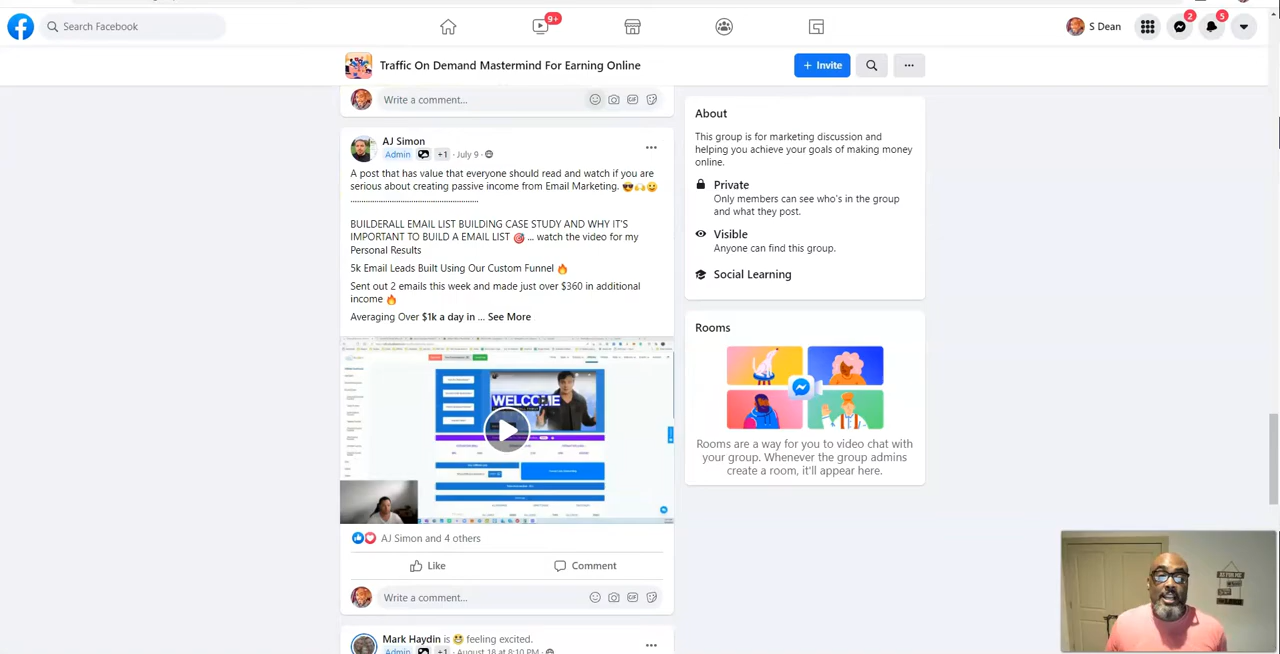 Search Facebook
9+
S Dean
2
5
Traffic On Demand Mastermind For Earning Online
+ Invite
Write a comment...
AJ Simon
Admin +1 · July 9 ·
A post that has value that everyone should read and watch if you are
serious about creating passive income from Email Marketing.
BUILDERALL EMAIL LIST BUILDING CASE STUDY AND WHY IT'S
IMPORTANT TO BUILD A EMAIL LIST 🎯 ... watch the video for my
Personal Results
5k Email Leads Built Using Our Custom Funnel 🔥
Sent out 2 emails this week and made just over $360 in additional
income 🔥
Averaging Over $1k a day in ... See More
WELCOME
AJ Simon and 4 others
Like
Comment
Write a comment...
Mark Haydin is feeling excited.
Admin +1 · August 18 at 8:10 PM ·
About
This group is for marketing discussion and
helping you achieve your goals of making money
online.
Private
Only members can see who's in the group
and what they post.
Visible
Anyone can find this group.
Social Learning
Rooms
Rooms are a way for you to video chat with
your group. Whenever the group admins
create a room, it'll appear here.